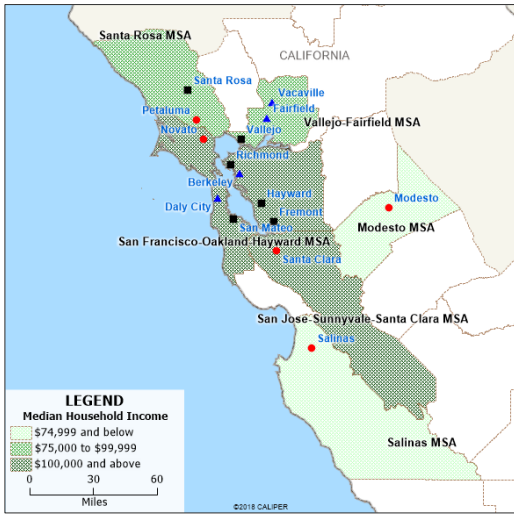 Santa Rosa MSA
CALIFORNIA
Santa Rosa
Vacaville
Fairfield
Petaluma
Vallejo-Fairfield MSA
Novato
Vallejo
Richmond
Berkeley
Hayward
Modesto
Daly City
Fremont
San Mateo
Modesto MSA
San Francisco-Oakland-Hayward MSA
Santa Clara
San Jose-Sunnyvale-Santa Clara MSA
Salinas
Salinas MSA
LEGEND
Median Household Income
$74,999 and below
$75,000 to $99,999
$100,000 and above
0 30 60
Miles
©2018 CALIPER